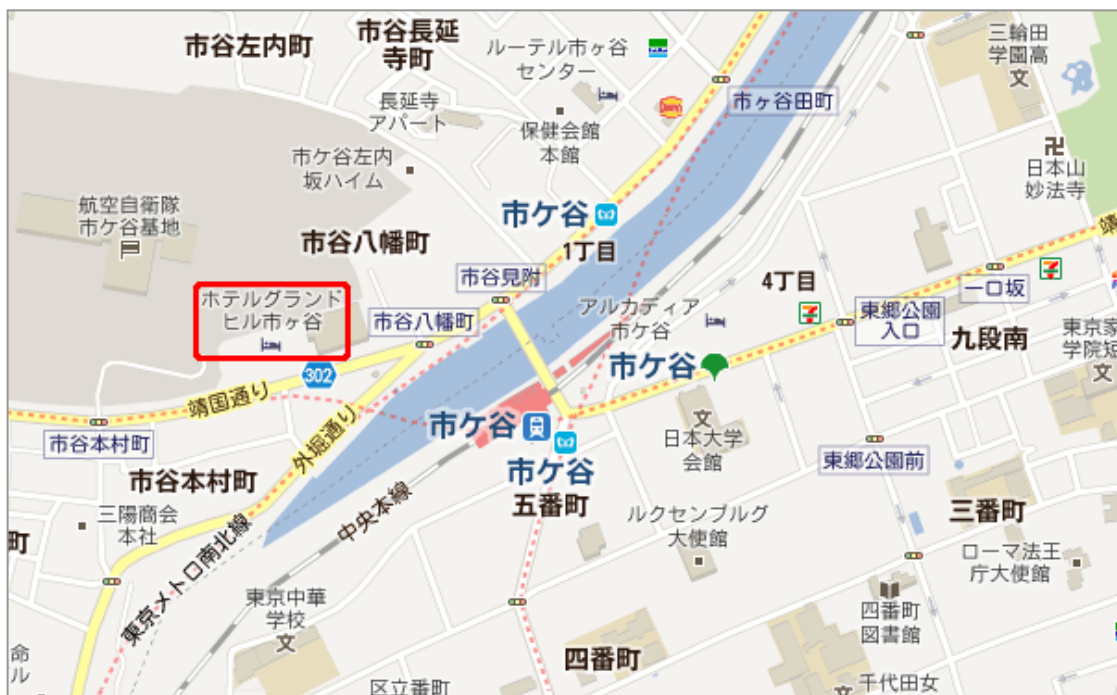 市谷左内町
市谷長延
寺町
ルーテル市ヶ谷
センター
三輪田
学園高
長延寺
アパート
保健会館
本館
市ヶ谷田町
市ケ谷左内
坂ハイム
日本山
妙法寺
航空自衛隊
市ケ谷基地
市ケ谷
市谷八幡町
1丁目
市谷見附
4丁目
一口坂
靖
ホテルグランド
ヒル市ヶ谷
市谷八幡町
アルカディア
市ケ谷
東郷公園
入口
九段南
東京家
学院短
302
靖国通り
市ケ谷
外堀通り
市谷本村町
市ケ谷
日本大学
会館
東郷公園前
市谷本村町
市ケ谷
中央本線
五番町
三陽商会
本社
町
ルクセンブルグ
大使館
三番町
ローマ法王
庁大使館
東京メトロ南北線
東京中華
学校
四番町
図書館
命
ル
四番町
区立番町
千代田女